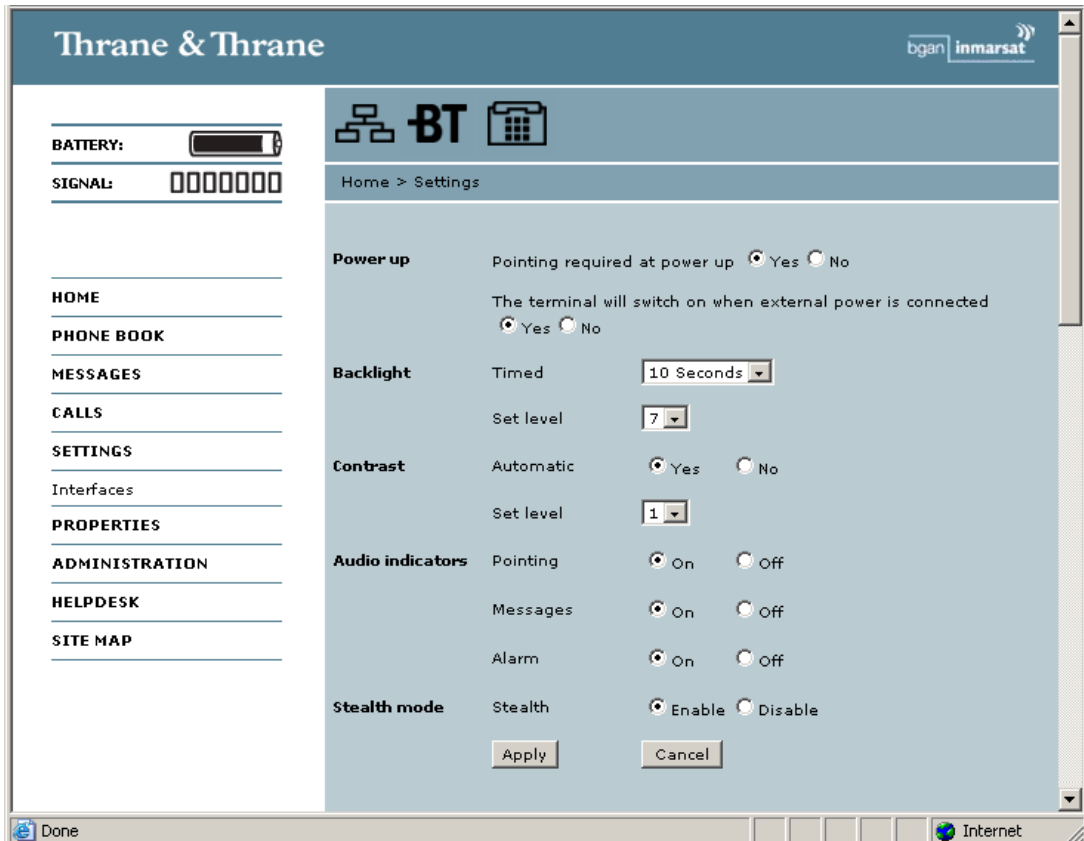 Thrane & Thrane
bgan inmarsat
BATTERY:
SIGNAL:
BT
Home > Settings
HOME
PHONE BOOK
MESSAGES
CALLS
SETTINGS
Interfaces
PROPERTIES
ADMINISTRATION
HELPDESK
SITE MAP
Power up Pointing required at power up Yes No
The terminal will switch on when external power is connected
Yes No
Backlight Timed 10 Seconds
Set level 7
Contrast Automatic Yes No
Set level 1
Audio indicators Pointing On Off
Messages On Off
Alarm On Off
Stealth mode Stealth Enable Disable
Apply Cancel
Done Internet